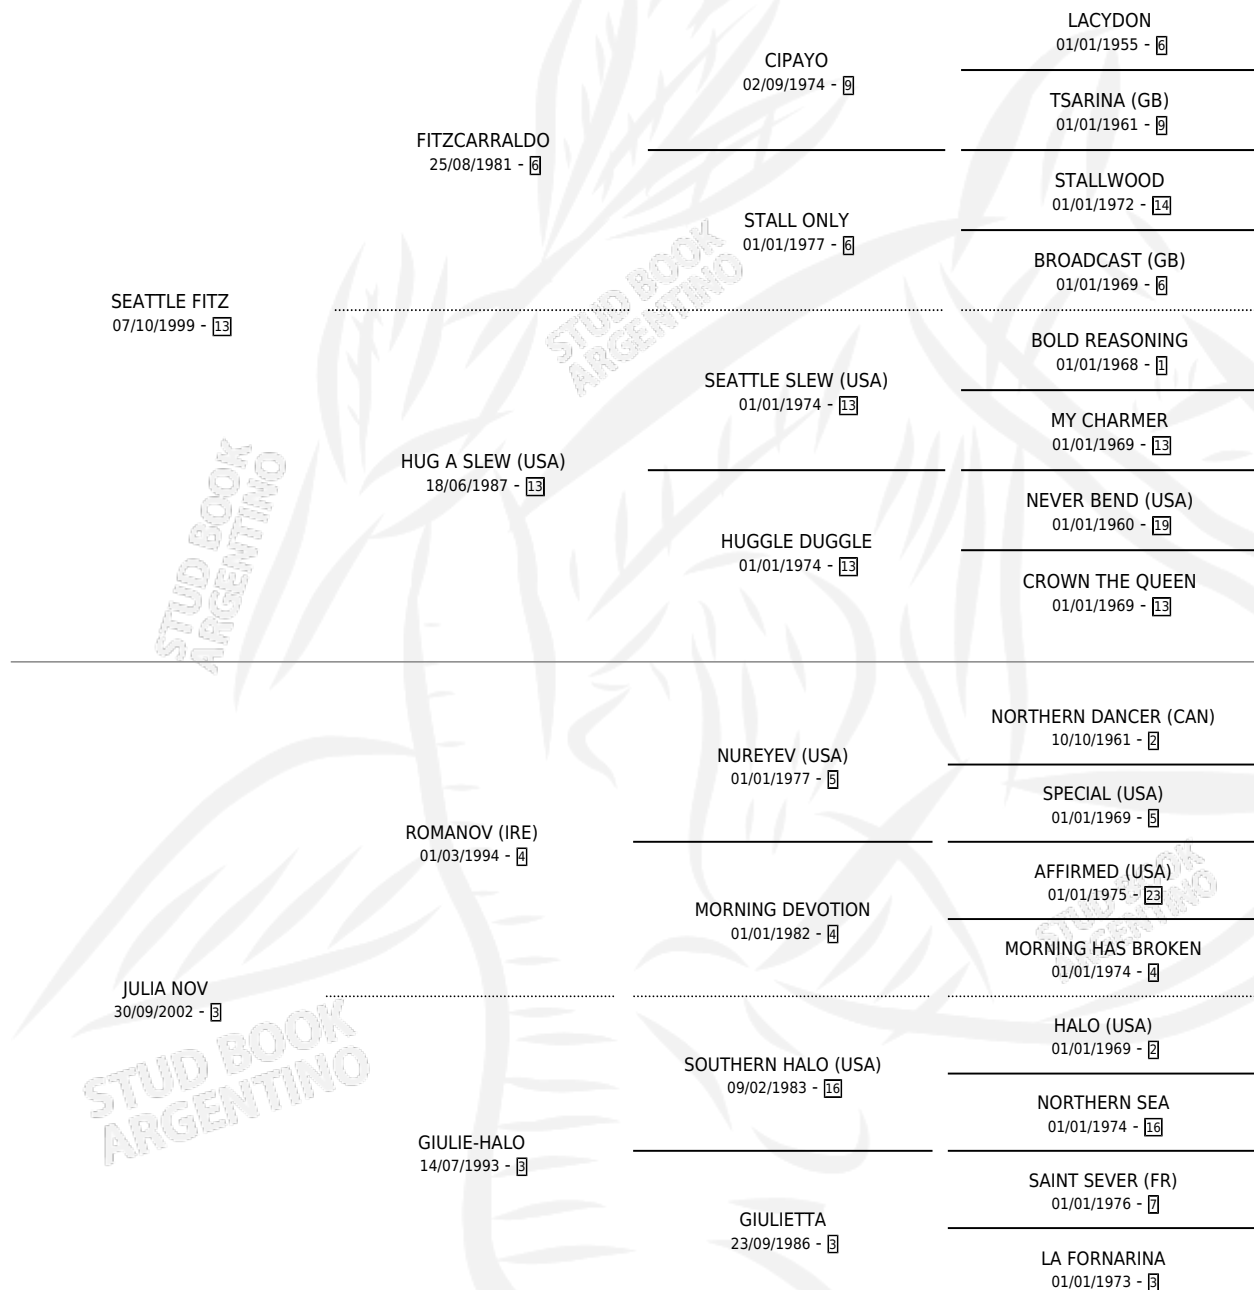 LACYDON
01/01/1955 - 6
CIPAYO
02/09/1974 - 9
TSARINA (GB)
01/01/1961 - 9
FITZCARRALDO
25/08/1981 - 6
STALLWOOD
01/01/1972 - 14
STALL ONLY
01/01/1977 - 6
BROADCAST (GB)
01/01/1969 - 6
SEATTLE FITZ
07/10/1999 - 13
BOLD REASONING
01/01/1968 - 1
SEATTLE SLEW (USA)
01/01/1974 - 13
MY CHARMER
01/01/1969 - 13
HUG A SLEW (USA)
18/06/1987 - 13
NEVER BEND (USA)
01/01/1960 - 19
HUGGLE DUGGLE
01/01/1974 - 13
CROWN THE QUEEN
01/01/1969 - 13
NORTHERN DANCER (CAN)
10/10/1961 - 2
NUREYEV (USA)
01/01/1977 - 5
SPECIAL (USA)
01/01/1969 - 5
ROMANOV (IRE)
01/03/1994 - 4
AFFIRMED (USA)
01/01/1975 - 23
MORNING DEVOTION
01/01/1982 - 4
MORNING HAS BROKEN
01/01/1974 - 4
JULIA NOV
30/09/2002 - 3
HALO (USA)
01/01/1969 - 2
SOUTHERN HALO (USA)
09/02/1983 - 16
NORTHERN SEA
01/01/1974 - 16
GIULIE-HALO
14/07/1993 - 3
SAINT SEVER (FR)
01/01/1976 - 7
GIULIETTA
23/09/1986 - 3
LA FORNARINA
01/01/1973 - 3
STUD BOOK
ARGENTINO
STUD BOOK
ARGENTINO
STUD BOOK
ARGENTINO
STUD BOOK
ARGENTINO